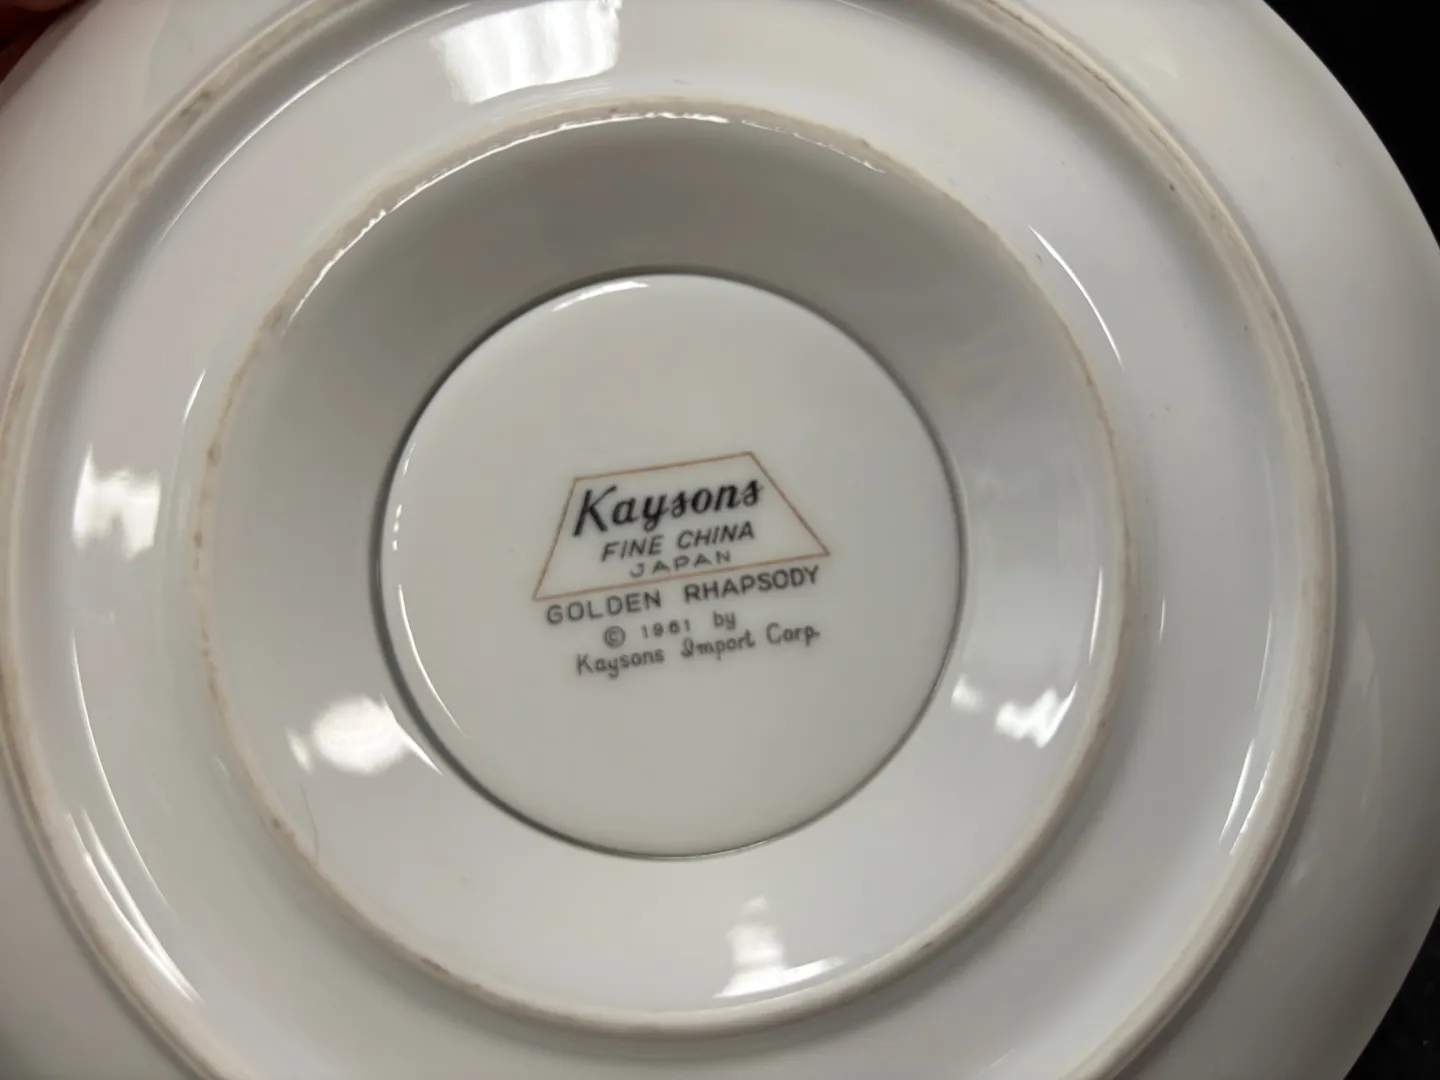 Kaysons
FINE CHINA
JAPAN
GOLDEN RHAPSODY
© 1961 by
Kaysons Import Corp.